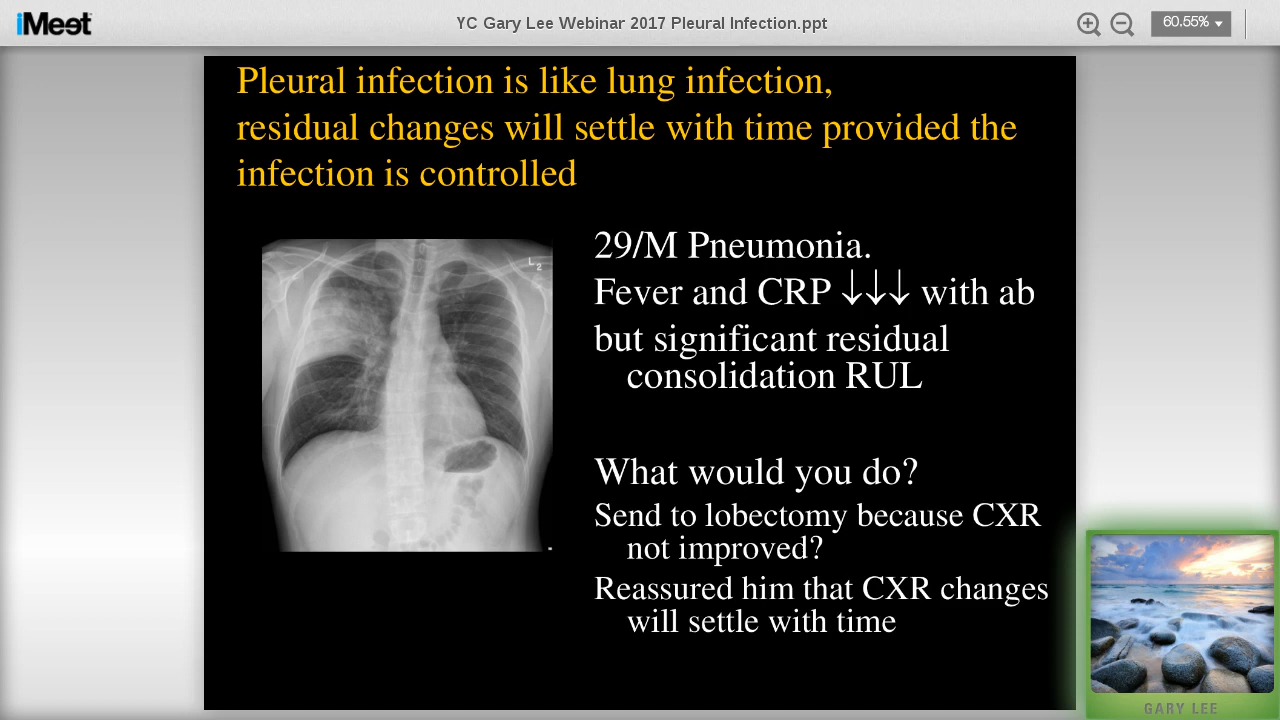 iMeet
YC Gary Lee Webinar 2017 Pleural Infection.ppt
60.55%
Pleural infection is like lung infection,
residual changes will settle with time provided the
infection is controlled
L
2
29/M Pneumonia.
Fever and CRP ↓↓↓ with ab
but significant residual
consolidation RUL
What would you do?
Send to lobectomy because CXR
not improved?
Reassured him that CXR changes
will settle with time
GARY LEE